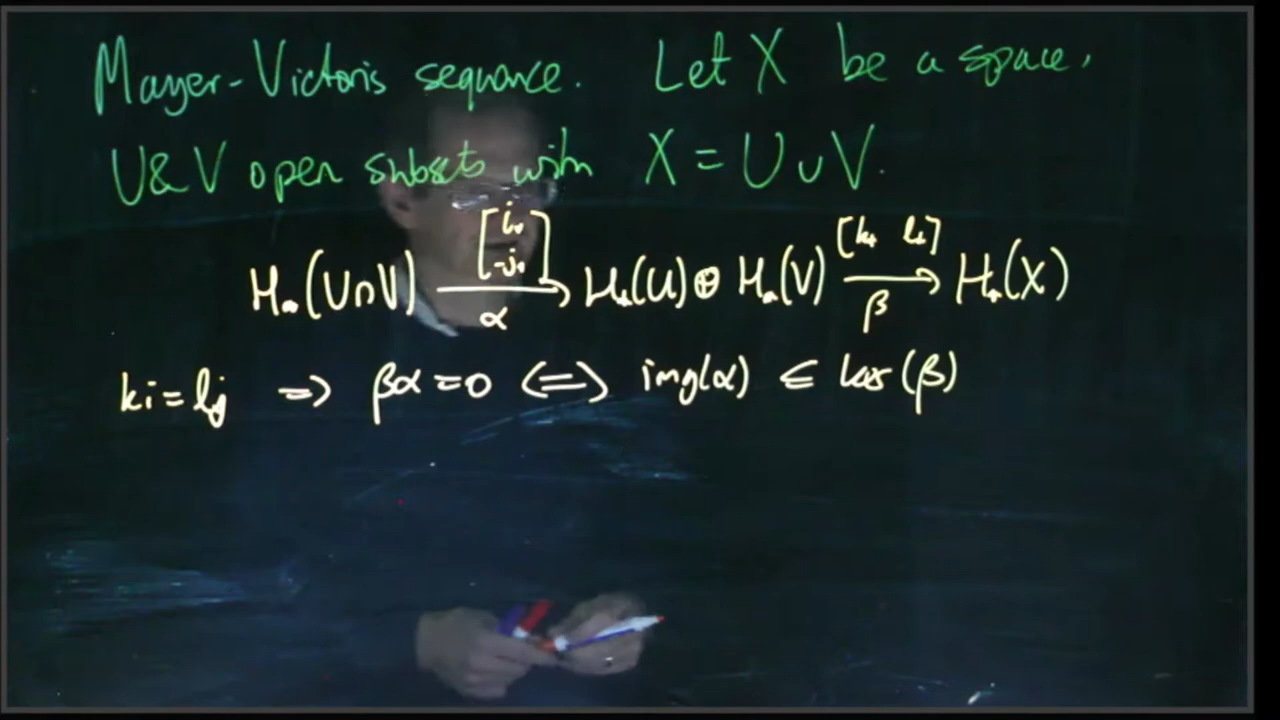 Mayer-Victoris sequence. Let X be a space,
U&V open subsets with X = U ∪ V.
[i* -j*] [k* l*]
H*(U∩V) → H*(U) ⊕ H*(V) → H*(X)
α β
ki = lj ⇒ βα = 0 ⇔ img(α) ≤ ker(β)